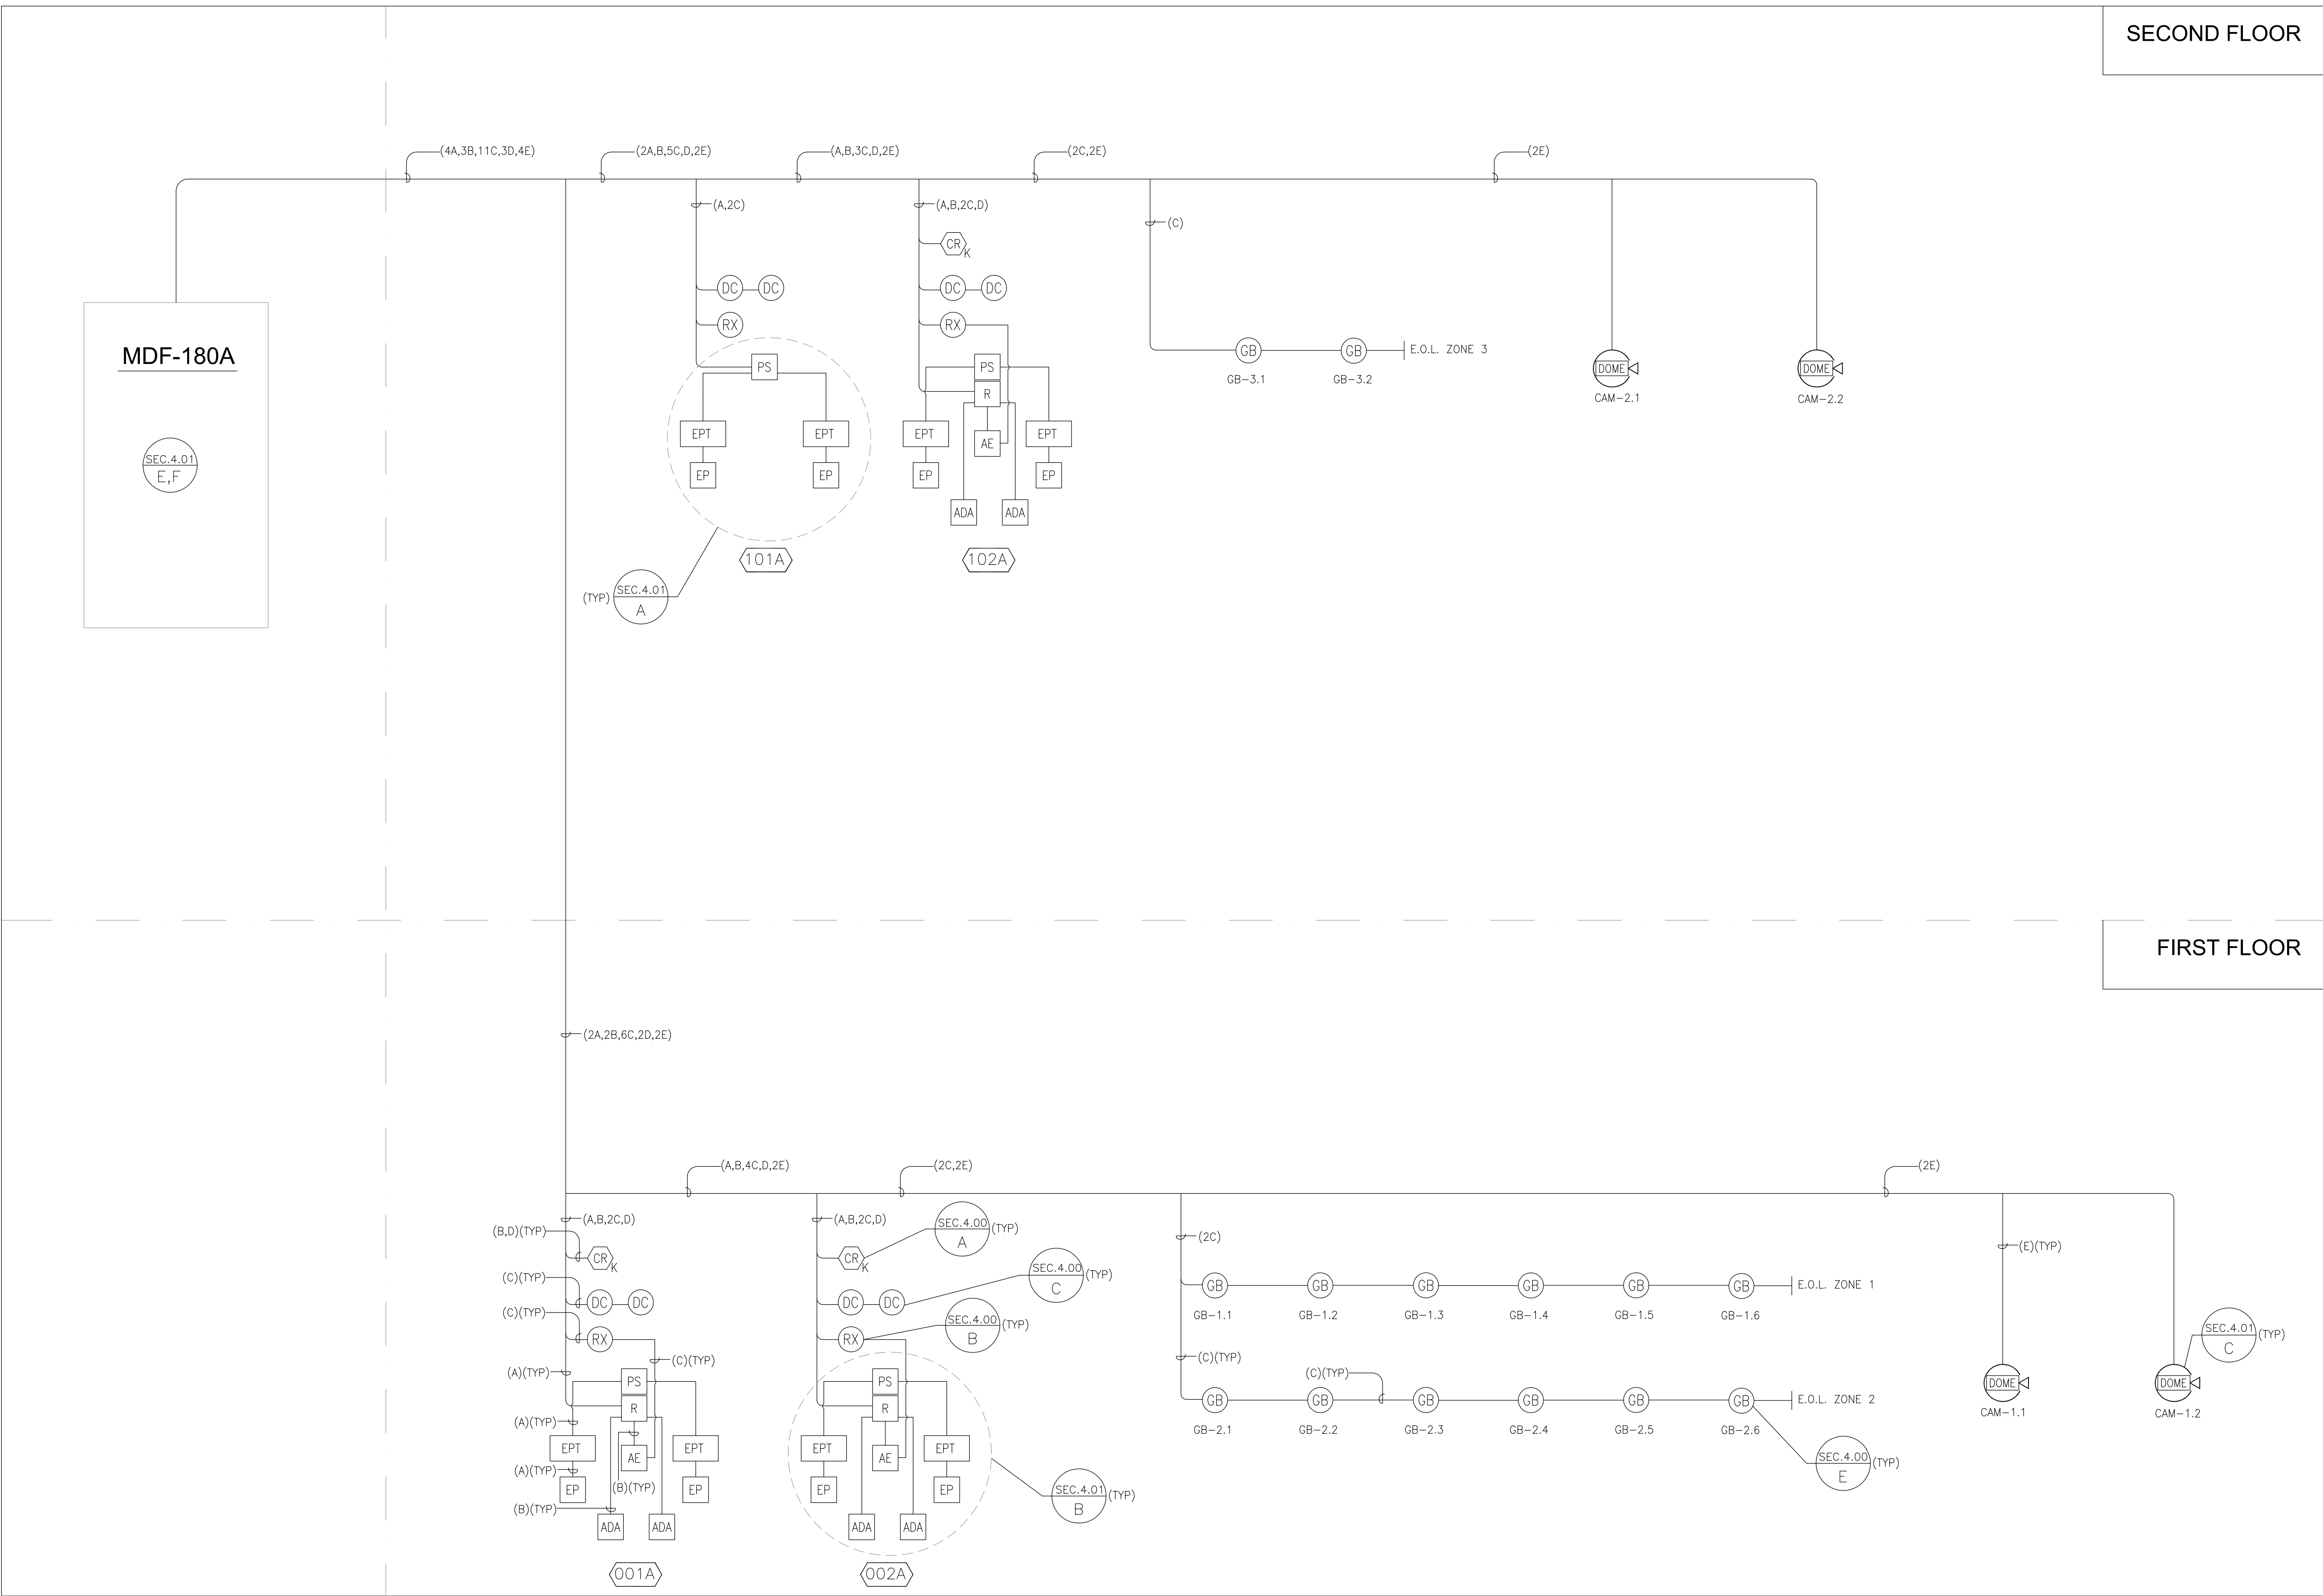 SECOND FLOOR
(4A,3B,11C,3D,4E)
(2A,B,5C,D,2E)
(A,B,3C,D,2E)
(2C,2E)
(2E)
(A,2C)
(A,B,2C,D)
(C)
CR
K
DC
DC
DC
DC
RX
RX
MDF-180A
GB
GB
E.O.L. ZONE 3
GB-3.1
GB-3.2
PS
PS
DOME
DOME
CAM-2.1
CAM-2.2
R
EPT
EPT
EPT
AE
EPT
SEC.4.01
E,F
EP
EP
EP
EP
ADA
ADA
101A
102A
(TYP)
SEC.4.01
A
FIRST FLOOR
(2A,2B,6C,2D,2E)
(A,B,4C,D,2E)
(2C,2E)
(2E)
(A,B,2C,D)
(A,B,2C,D)
SEC.4.00
A
(TYP)
(B,D)(TYP)
(2C)
(E)(TYP)
CR
K
CR
K
(C)(TYP)
SEC.4.00
C
(TYP)
DC
DC
DC
DC
GB
GB
GB
GB
GB
GB
E.O.L. ZONE 1
GB-1.1
GB-1.2
GB-1.3
GB-1.4
GB-1.5
GB-1.6
(C)(TYP)
SEC.4.00
B
(TYP)
RX
RX
SEC.4.01
C
(TYP)
(C)(TYP)
(C)(TYP)
(A)(TYP)
(C)(TYP)
PS
PS
DOME
DOME
CAM-1.1
CAM-1.2
R
R
GB
GB
GB
GB
GB
GB
E.O.L. ZONE 2
GB-2.1
GB-2.2
GB-2.3
GB-2.4
GB-2.5
GB-2.6
(A)(TYP)
EPT
AE
EPT
EPT
AE
EPT
SEC.4.00
E
(TYP)
(A)(TYP)
EP
(B)(TYP)
EP
EP
EP
SEC.4.01
B
(TYP)
(B)(TYP)
ADA
ADA
ADA
ADA
001A
002A